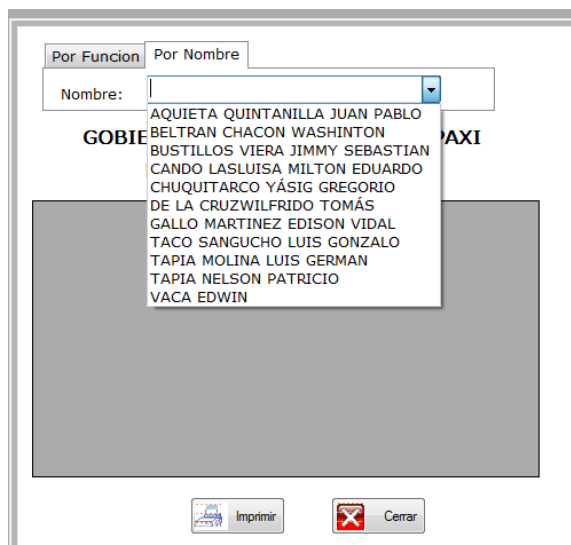 Por Funcion Por Nombre
Nombre:
AQUIETA QUINTANILLA JUAN PABLO
BELTRAN CHACON WASHINTON
BUSTILLOS VIERA JIMMY SEBASTIAN
CANDO LASLUISA MILTON EDUARDO
CHUQUITARCO YÁSIG GREGORIO
DE LA CRUZWILFRIDO TOMÁS
GALLO MARTINEZ EDISON VIDAL
TACO SANGUCHO LUIS GONZALO
TAPIA MOLINA LUIS GERMAN
TAPIA NELSON PATRICIO
VACA EDWIN
Imprimir Cerrar